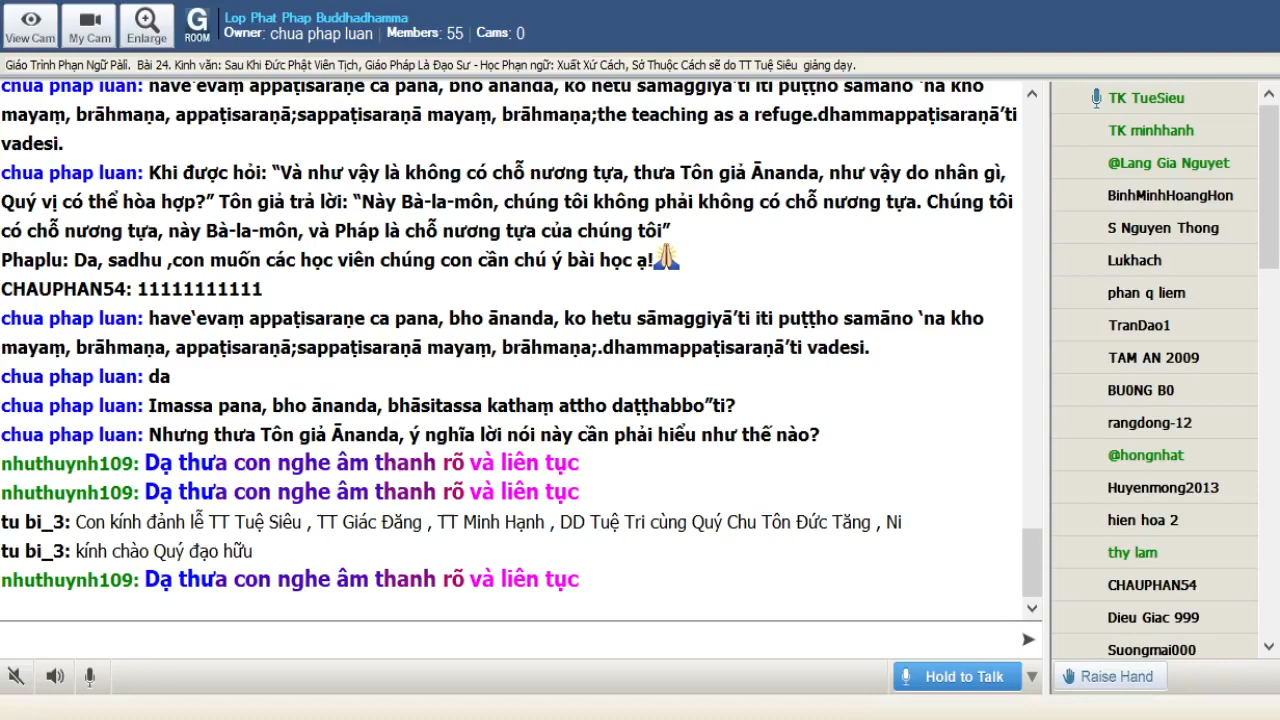 View Cam
My Cam
Enlarge
G
ROOM
Lop Phat Phap Buddhadhamma
Owner: chua phap luan | Members: 55 | Cams: 0
Giáo Trình Phạn Ngữ Pàli. Bài 24. Kinh văn: Sau Khi Đức Phật Viên Tịch, Giáo Pháp Là Đạo Sư - Học Phạn ngữ: Xuất Xứ Cách, Sở Thuộc Cách sẽ do TT Tuệ Siêu giảng dạy.
chua phap luan: have‛evaṃ appaṭisaraṇe ca pana, bho ānanda, ko hetu sāmaggiyā’ti iti puṭṭho samāno ‛na kho
mayaṃ, brāhmaṇa, appaṭisaraṇā;sappaṭisaraṇā mayaṃ, brāhmaṇa;the teaching as a refuge.dhammappaṭisaraṇā’ti
vadesi.
chua phap luan: Khi được hỏi: “Và như vậy là không có chỗ nương tựa, thưa Tôn giả Ānanda, như vậy do nhân gì,
Quý vị có thể hòa hợp?” Tôn giả trả lời: “Này Bà-la-môn, chúng tôi không phải không có chỗ nương tựa. Chúng tôi
có chỗ nương tựa, này Bà-la-môn, và Pháp là chỗ nương tựa của chúng tôi”
Phaplu: Da, sadhu ,con muốn các học viên chúng con cần chú ý bài học ạ!
CHAUPHAN54: 11111111111
chua phap luan: have‛evaṃ appaṭisaraṇe ca pana, bho ānanda, ko hetu sāmaggiyā’ti iti puṭṭho samāno ‛na kho
mayaṃ, brāhmaṇa, appaṭisaraṇā;sappaṭisaraṇā mayaṃ, brāhmaṇa;.dhammappaṭisaraṇā’ti vadesi.
chua phap luan: da
chua phap luan: Imassa pana, bho ānanda, bhāsitassa kathaṃ attho daṭṭhabbo”ti?
chua phap luan: Nhưng thưa Tôn giả Ānanda, ý nghĩa lời nói này cần phải hiểu như thế nào?
nhuthuynh109: Dạ thưa con nghe âm thanh rõ và liên tục
nhuthuynh109: Dạ thưa con nghe âm thanh rõ và liên tục
tu bi_3: Con kính đảnh lễ TT Tuệ Siêu , TT Giác Đăng , TT Minh Hạnh , DD Tuệ Tri cùng Quý Chu Tôn Đức Tăng , Ni
tu bi_3: kính chào Quý đạo hữu
nhuthuynh109: Dạ thưa con nghe âm thanh rõ và liên tục
Hold to Talk
TK TueSieu
TK minhhanh
@Lang Gia Nguyet
BinhMinhHoangHon
S Nguyen Thong
Lukhach
phan q liem
TranDao1
TAM AN 2009
BU0NG B0
rangdong-12
@hongnhat
Huyenmong2013
hien hoa 2
thy lam
CHAUPHAN54
Dieu Giac 999
Suongmai000
Raise Hand